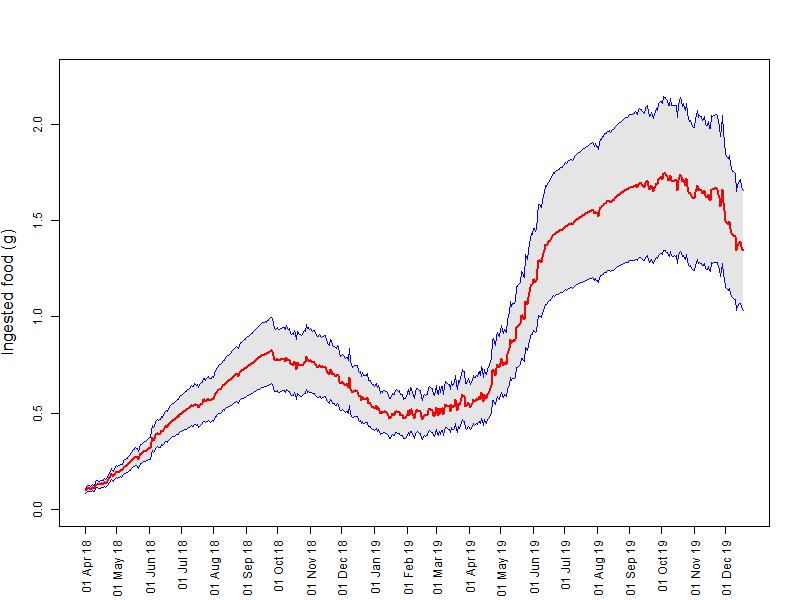 Ingested food (g)
2.0
1.5
1.0
0.5
0.0
01 Apr 18
01 May 18
01 Jun 18
01 Jul 18
01 Aug 18
01 Sep 18
01 Oct 18
01 Nov 18
01 Dec 18
01 Jan 19
01 Feb 19
01 Mar 19
01 Apr 19
01 May 19
01 Jun 19
01 Jul 19
01 Aug 19
01 Sep 19
01 Oct 19
01 Nov 19
01 Dec 19